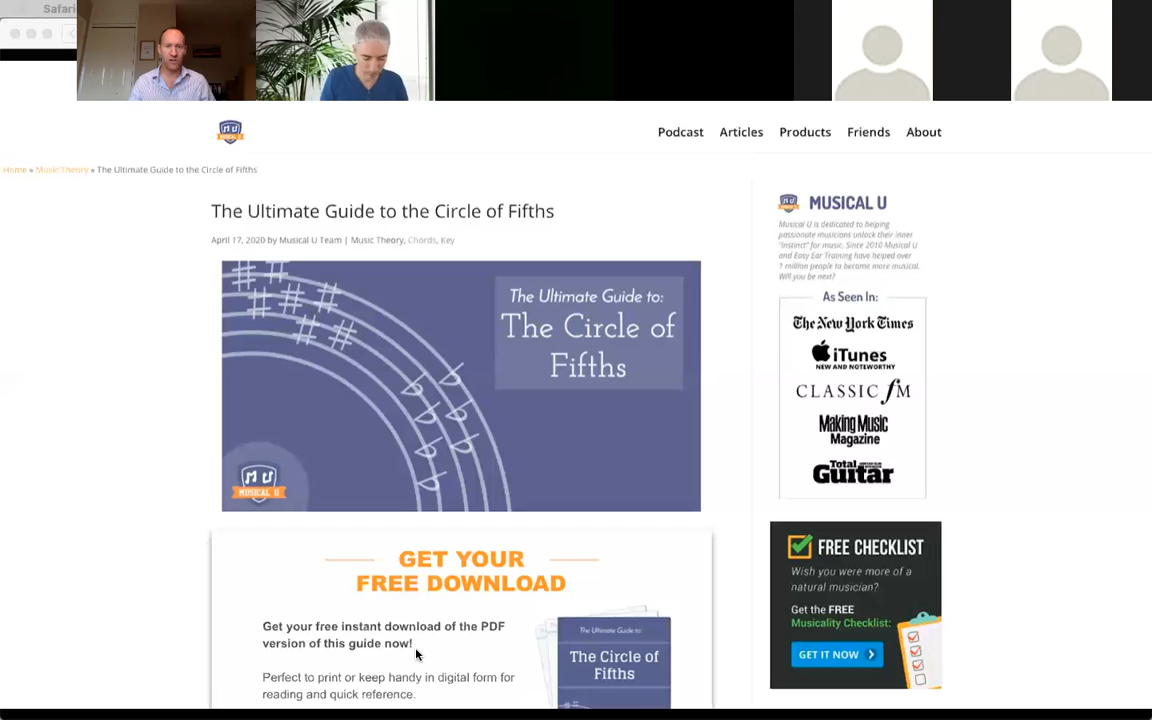 Safari
Podcast Articles Products Friends About
Home » Music Theory » The Ultimate Guide to the Circle of Fifths
The Ultimate Guide to the Circle of Fifths
April 17, 2020 by Musical U Team | Music Theory, Chords, Key
The Ultimate Guide to:
The Circle of
Fifths
MU
MUSICAL U
GET YOUR
FREE DOWNLOAD
Get your free instant download of the PDF
version of this guide now!
Perfect to print or keep handy in digital form for
reading and quick reference.
The Ultimate Guide to:
The Circle of
Fifths
MUSICAL U
Musical U is dedicated to helping
passionate musicians unlock their inner
"instinct" for music. Since 2010 Musical U
and Easy Ear Training have helped over
1 million people to become more musical.
Will you be next?
As Seen In:
The New York Times
iTunes
NEW AND NOTEWORTHY
CLASSIC fM
Making Music
Magazine
Total
Guitar
FREE CHECKLIST
Wish you were more of a
natural musician?
Get the FREE
Musicality Checklist:
GET IT NOW